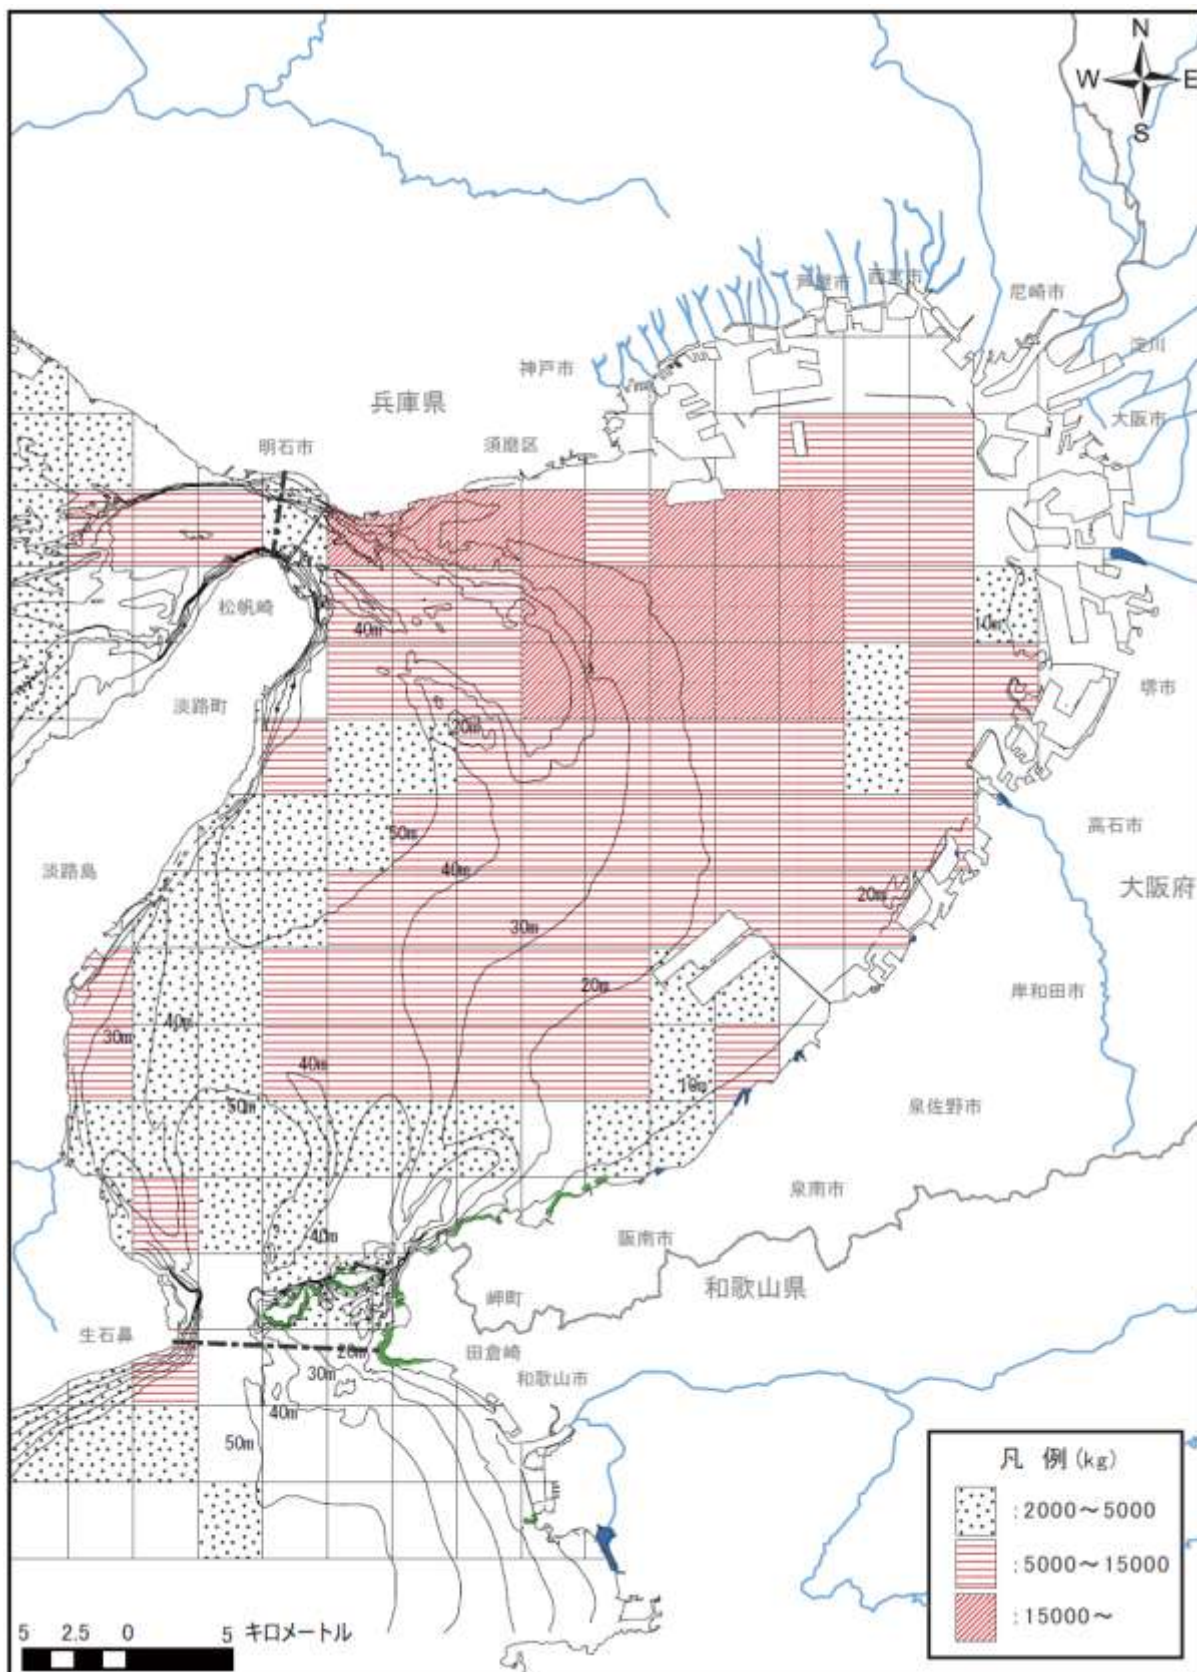 N
W E
S
芦屋市 西宮市
尼崎市
淀川
神戸市
兵庫県
大阪市
明石市
須磨区
松帆崎
10m
40m
堺市
淡路町
20m
50m
高石市
淡路島
40m
大阪府
20m
30m
20m
岸和田市
40m
30m
40m
10m
50m
泉佐野市
泉南市
阪南市
40m
和歌山県
岬町
生石鼻
田倉崎
20m
30m
和歌山市
40m
50m
凡 例(kg)
:2000～5000
:5000～15000
:15000～
5 2.5 0 5 キロメートル